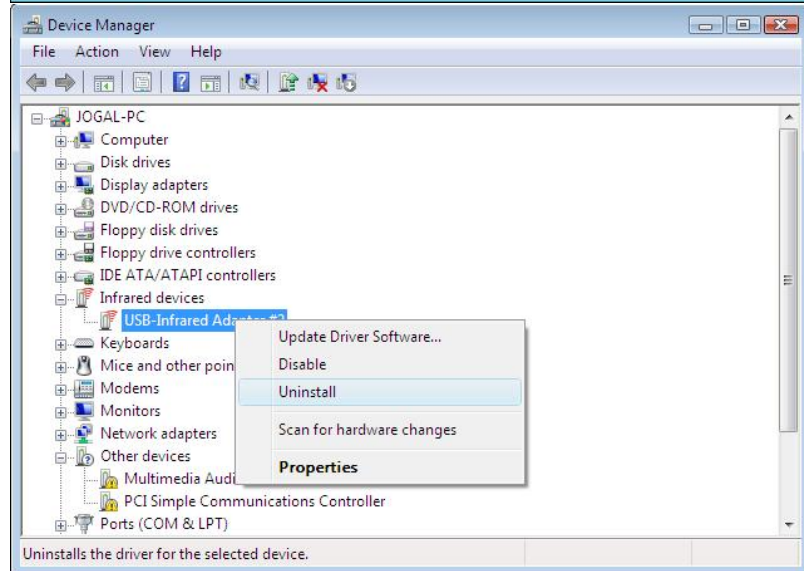 Device Manager
File Action View Help
JOGAL-PC
Computer
Disk drives
Display adapters
DVD/CD-ROM drives
Floppy disk drives
Floppy drive controllers
IDE ATA/ATAPI controllers
Infrared devices
USB-Infrared Adapter #2
Update Driver Software...
Keyboards
Mice and other poin
Disable
Modems
Uninstall
Monitors
Network adapters
Scan for hardware changes
Other devices
Properties
Multimedia Audi
PCI Simple Communications Controller
Ports (COM & LPT)
Uninstalls the driver for the selected device.